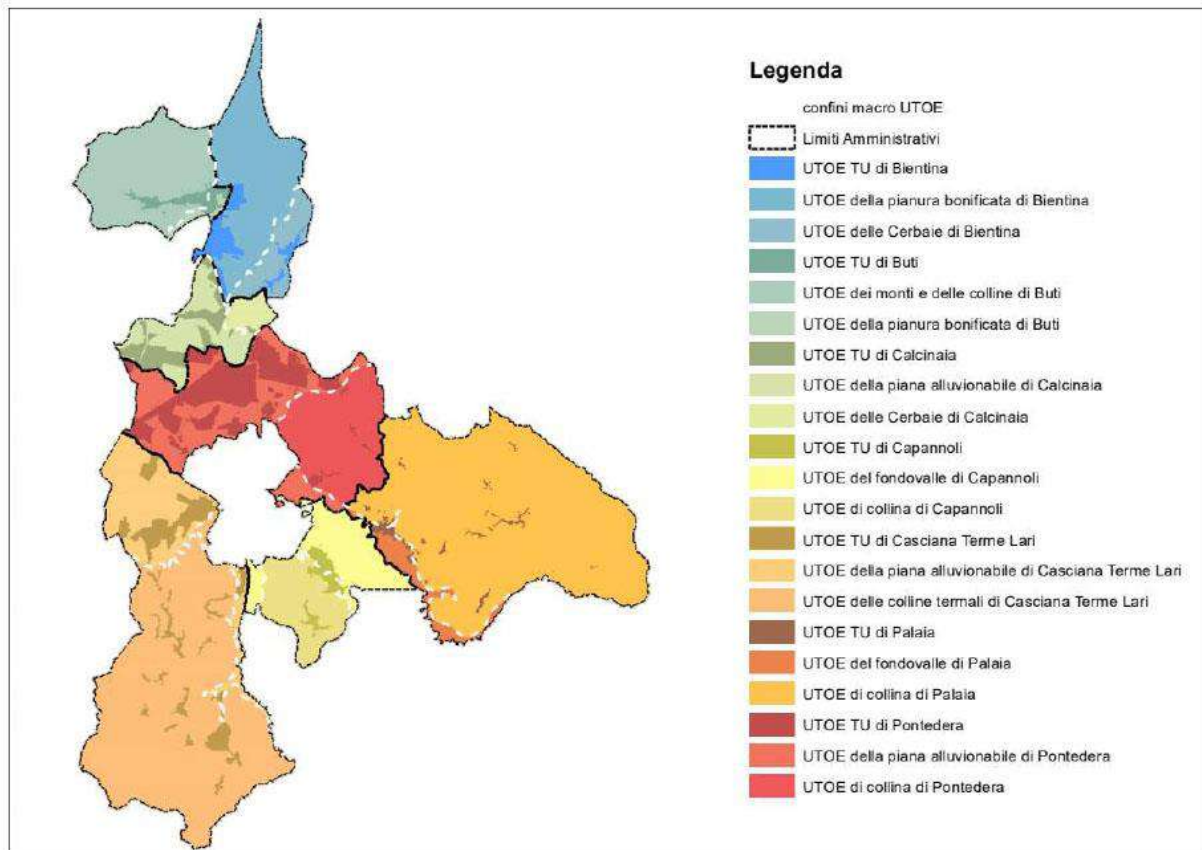 Legenda
confini macro UTOE
Limiti Amministrativi
UTOE TU di Bientina
UTOE della pianura bonificata di Bientina
UTOE delle Cerbaie di Bientina
UTOE TU di Buti
UTOE dei monti e delle colline di Buti
UTOE della pianura bonificata di Buti
UTOE TU di Calcinaia
UTOE della piana alluvionabile di Calcinaia
UTOE delle Cerbaie di Calcinaia
UTOE TU di Capannoli
UTOE del fondovalle di Capannoli
UTOE di collina di Capannoli
UTOE TU di Casciana Terme Lari
UTOE della piana alluvionabile di Casciana Terme Lari
UTOE delle colline termali di Casciana Terme Lari
UTOE TU di Palaia
UTOE del fondovalle di Palaia
UTOE di collina di Palaia
UTOE TU di Pontedera
UTOE della piana alluvionabile di Pontedera
UTOE di collina di Pontedera